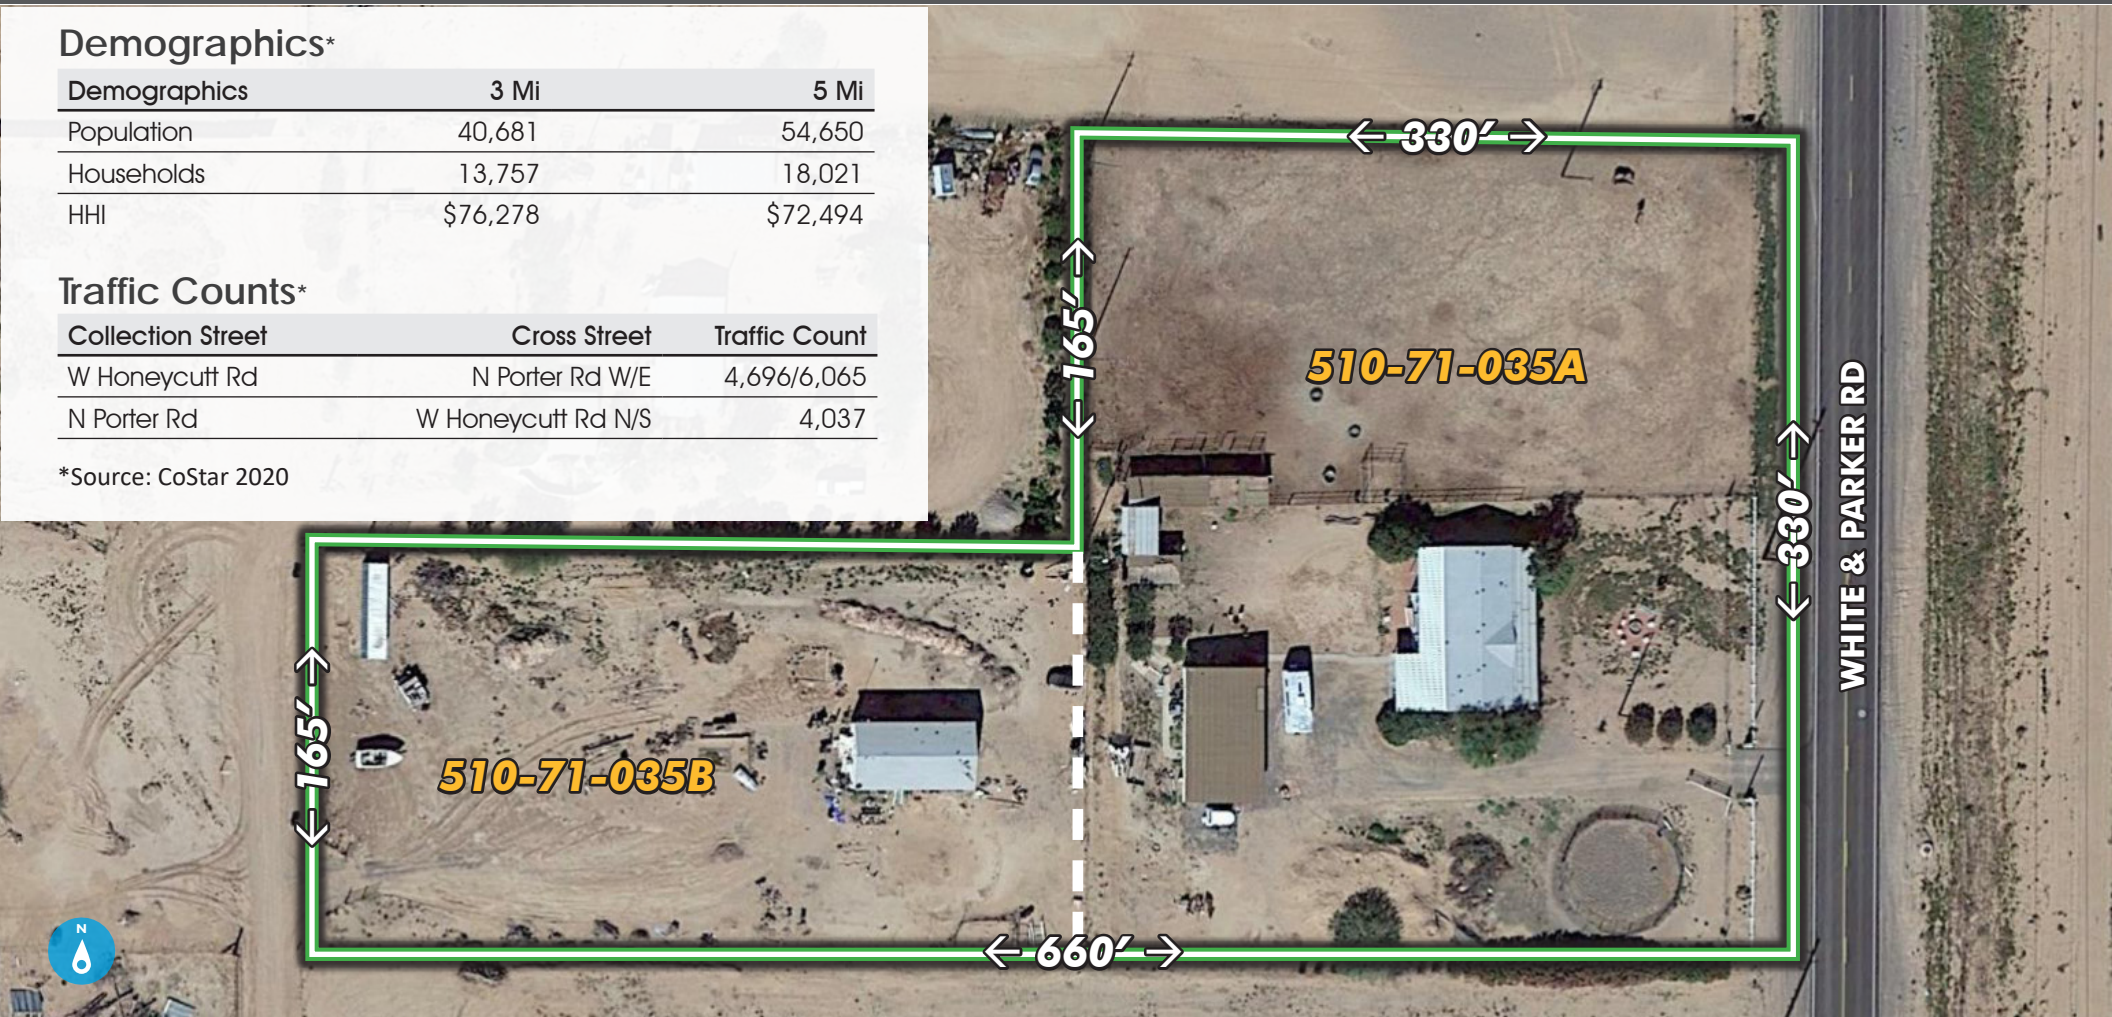 Demographics*
Demographics 3 Mi 5 Mi
Population 40,681 54,650
Households 13,757 18,021
HHI $76,278 $72,494
Traffic Counts*
Collection Street Cross Street Traffic Count
W Honeycutt Rd N Porter Rd W/E 4,696/6,065
N Porter Rd W Honeycutt Rd N/S 4,037
*Source: CoStar 2020
330'
165'
510-71-035A
330'
WHITE & PARKER RD
165'
510-71-035B
660'
N